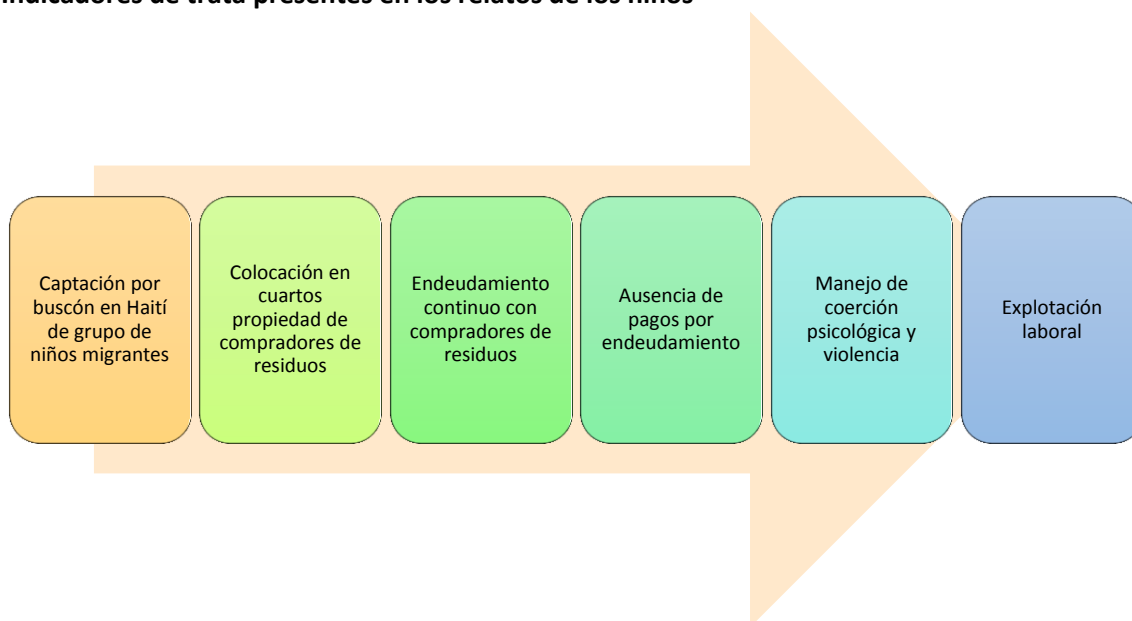 indicadores de trata presentes en los relatos de los niños
Captación por
buscón en Haití
de grupo de
niños migrantes
Colocación en
cuartos
propiedad de
compradores de
residuos
Endeudamiento
continuo con
compradores de
residuos
Ausencia de
pagos por
endeudamiento
Manejo de
coerción
psicológica y
violencia
Explotación
laboral